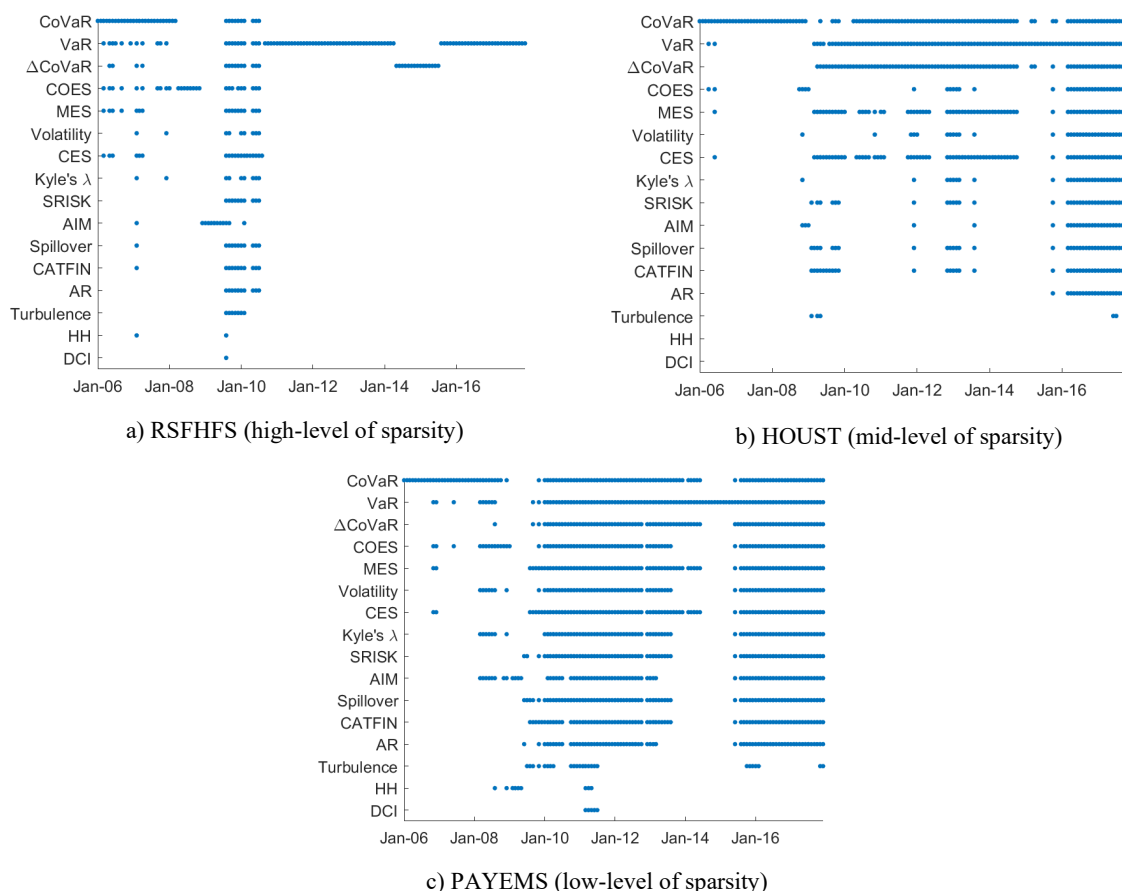 CoVaR
VaR
ΔCoVaR
COES
MES
Volatility
CES
Kyle's λ
SRISK
AIM
Spillover
CATFIN
AR
Turbulence
HH
DCI
Jan-06 Jan-08 Jan-10 Jan-12 Jan-14 Jan-16
a) RSFHFS (high-level of sparsity)
CoVaR
VaR
ΔCoVaR
COES
MES
Volatility
CES
Kyle's λ
SRISK
AIM
Spillover
CATFIN
AR
Turbulence
HH
DCI
Jan-06 Jan-08 Jan-10 Jan-12 Jan-14 Jan-16
b) HOUST (mid-level of sparsity)
CoVaR
VaR
ΔCoVaR
COES
MES
Volatility
CES
Kyle's λ
SRISK
AIM
Spillover
CATFIN
AR
Turbulence
HH
DCI
Jan-06 Jan-08 Jan-10 Jan-12 Jan-14 Jan-16
c) PAYEMS (low-level of sparsity)